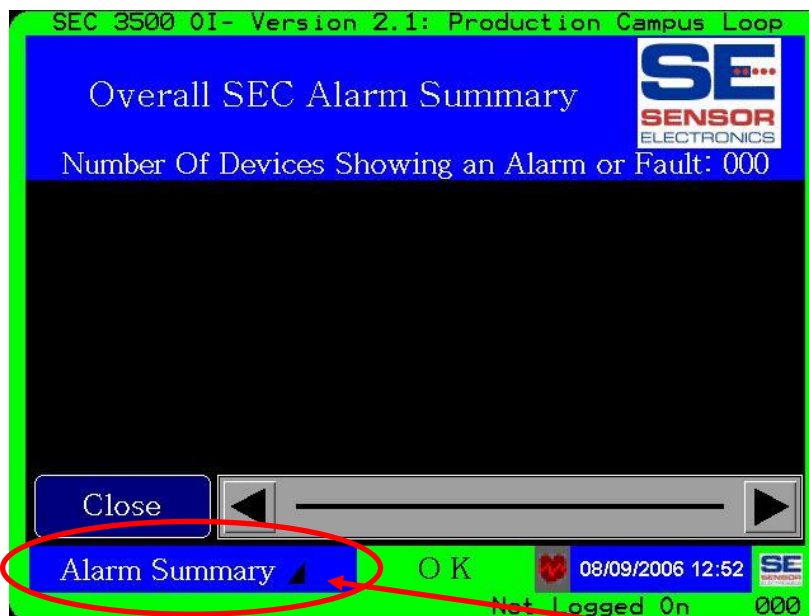 SEC 3500 OI- Version 2.1: Production Campus Loop
Overall SEC Alarm Summary
SE
SENSOR
ELECTRONICS
Number Of Devices Showing an Alarm or Fault: 000
Close
Alarm Summary
OK
08/09/2006 12:52
SE
SENSOR
Not Logged On
000